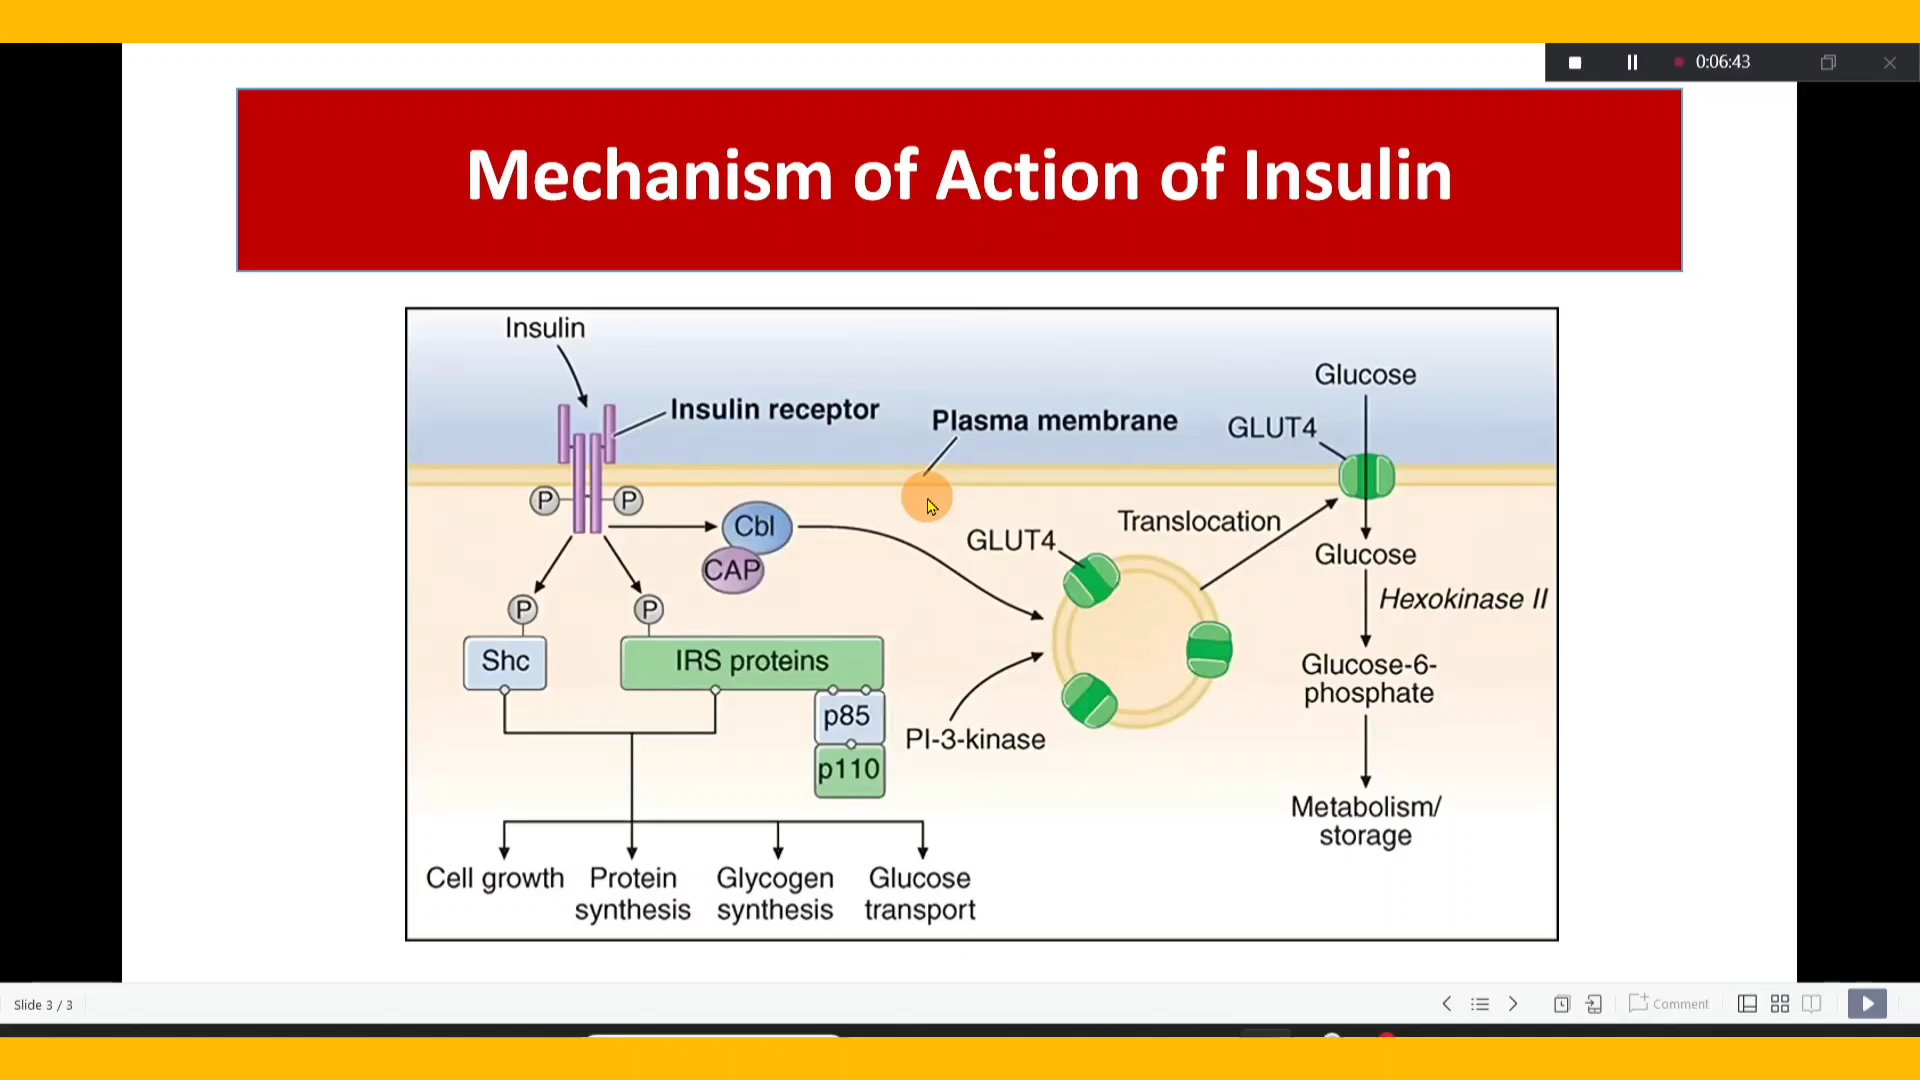 0:06:43
Mechanism of Action of Insulin
Insulin
Insulin receptor
Plasma membrane
Glucose
GLUT4
P
P
Cbl
CAP
GLUT4
Translocation
Glucose
Hexokinase II
P
P
Shc
IRS proteins
p85
p110
PI-3-kinase
Glucose-6-
phosphate
Metabolism/
storage
Cell growth
Protein
synthesis
Glycogen
synthesis
Glucose
transport
Slide 3 / 3
Comment